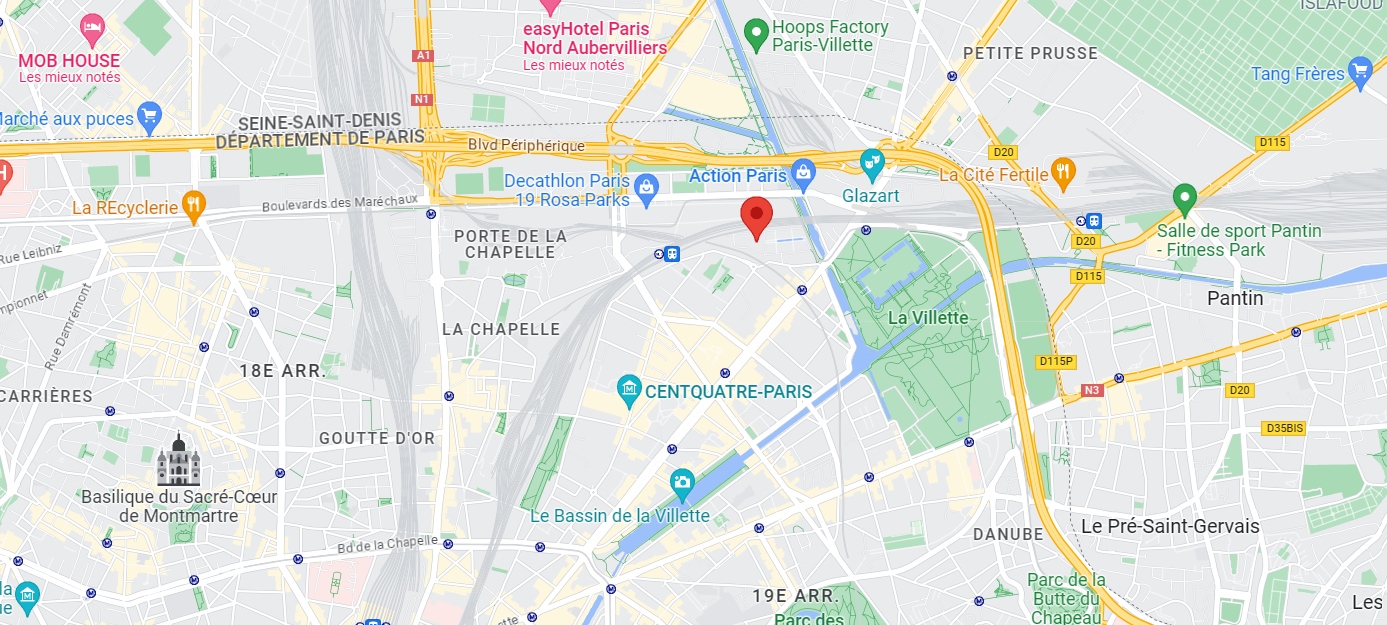 ISLAFOOD
easyHotel Paris
Nord Aubervilliers
Les mieux notés
Hoops Factory
Paris-Villette
MOB HOUSE
Les mieux notés
PETITE PRUSSE
A1
Tang Frères
N1
Marché aux puces
SEINE-SAINT-DENIS
DÉPARTEMENT DE PARIS
Blvd Périphérique
D115
D20
H
Decathlon Paris
19 Rosa Parks
Action Paris
Glazart
La Cité Fertile
La REcyclerie
Boulevards des Maréchaux
PORTE DE LA
CHAPELLE
D20
Salle de sport Pantin
- Fitness Park
Rue Leibniz
D115
Pantin
mpionnet
Rue Damrémont
LA CHAPELLE
La Villette
18E ARR.
D115P
CARRIÈRES
CENTQUATRE-PARIS
N3
D20
GOUTTE D'OR
D35BIS
Basilique du Sacré-Cœur
de Montmartre
Le Bassin de la Villette
DANUBE
Le Pré-Saint-Gervais
Bd de la Chapelle
la
ue
19E ARR.
Parc de la
Butte du
Chapeau
Les
Parc des
ette